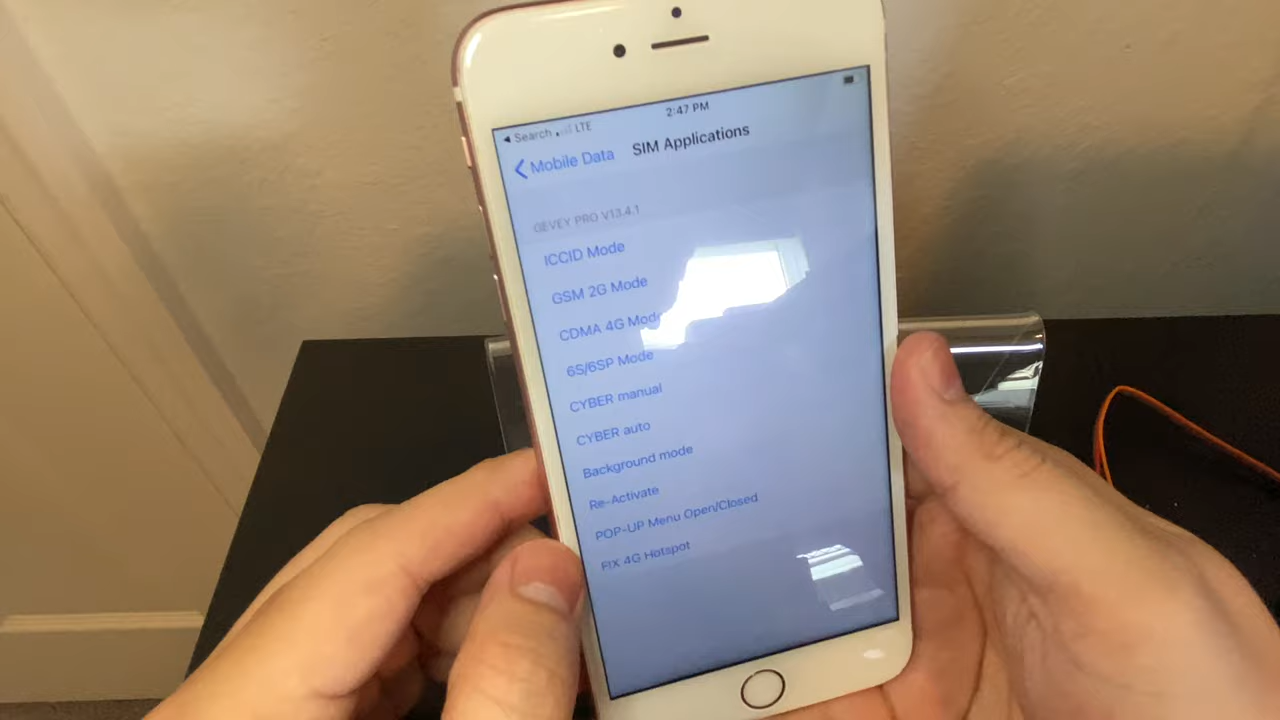 Search LTE
2:47 PM
Mobile Data
SIM Applications
GEVEY PRO V13.4.1
ICCID Mode
GSM 2G Mode
CDMA 4G Mode
6S/6SP Mode
CYBER manual
CYBER auto
Background mode
Re-Activate
POP-UP Menu Open/Closed
FIX 4G Hotspot